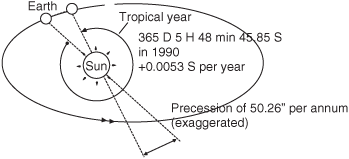 Earth
Tropical year
365 D 5 H 48 min 45.85 S
in 1990
+0.0053 S per year
Sun
Precession of 50.26" per annum
(exaggerated)